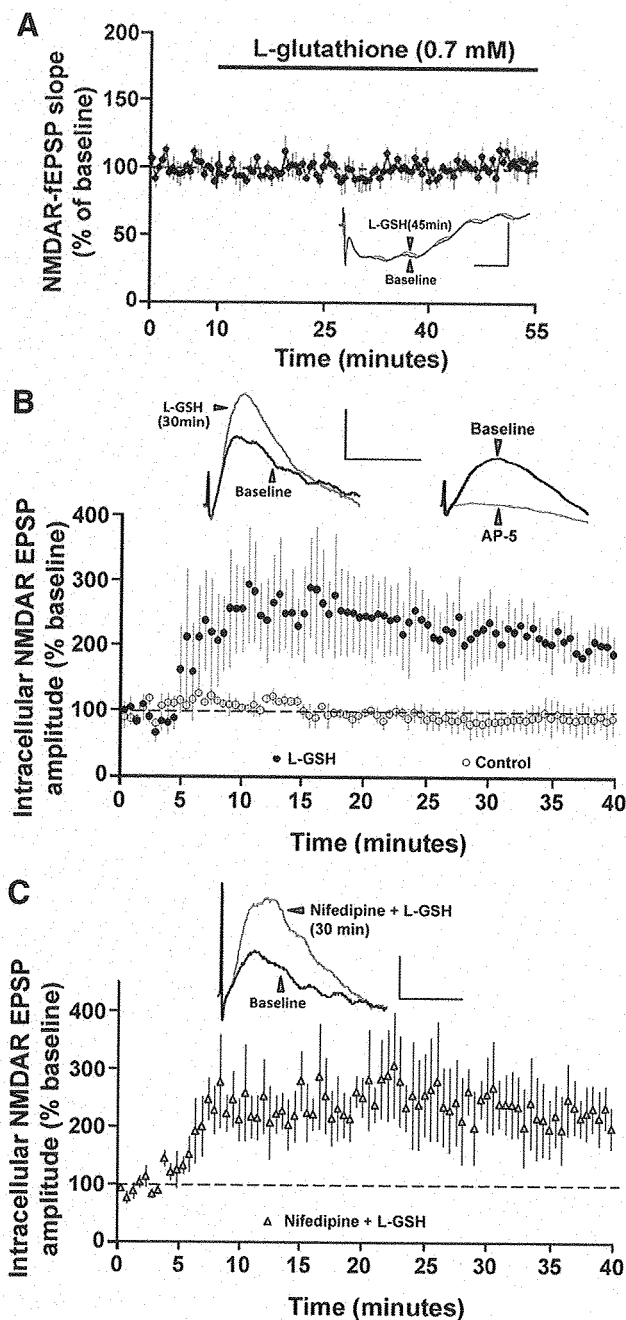 A
L-glutathione (0.7 mM)
NMDAR-fEPSP slope
(% of baseline)
200
150
100
50
0
L-GSH(45min)
Baseline
0
10
25
40
55
Time (minutes)
B
L-GSH
(30min)
Baseline
Baseline
AP-5
Intracellular NMDAR EPSP
amplitude (% baseline)
400
300
200
100
0
L-GSH
Control
0
5
10
15
20
25
30
35
40
Time (minutes)
C
Nifedipine + L-GSH
(30 min)
Baseline
Intracellular NMDAR EPSP
amplitude (% baseline)
400
300
200
100
0
Nifedipine + L-GSH
0
5
10
15
20
25
30
35
40
Time (minutes)